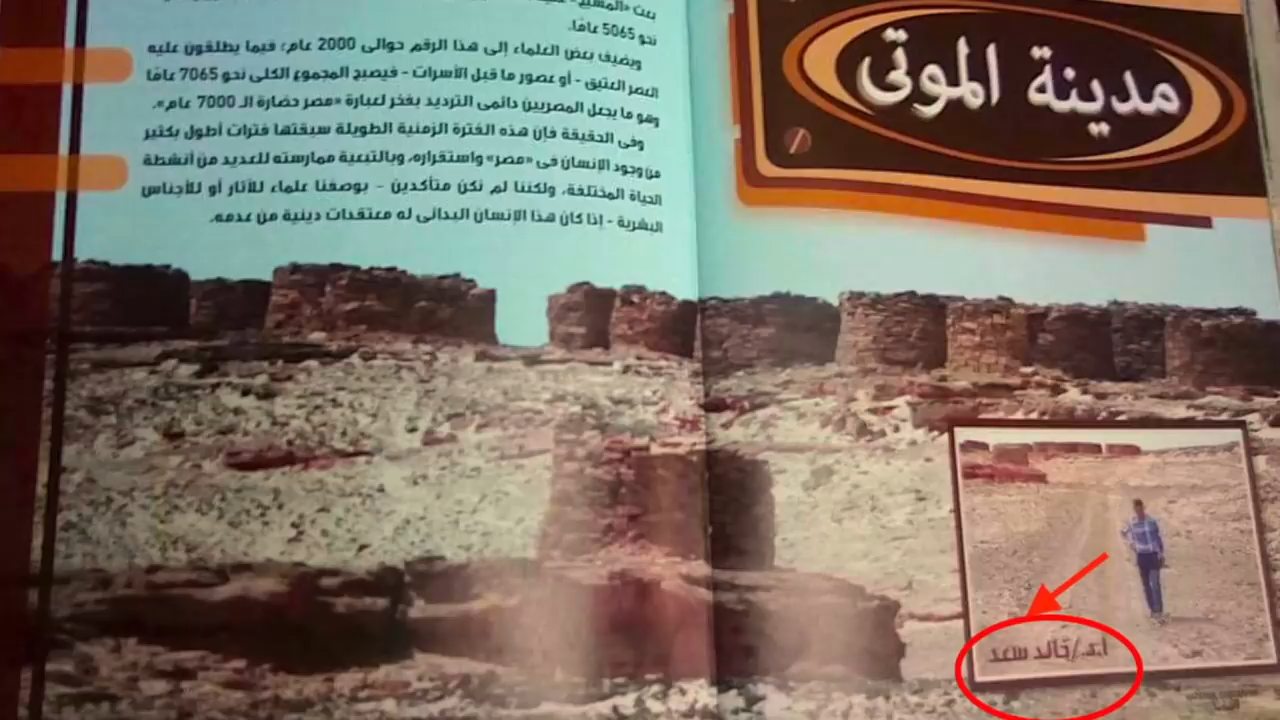 مدينة الموتى
نحو 5065 عامًا.
ويضيف بعض العلماء إلى هذا الرقم حوالى 2000 عام؛ فيما يطلقون عليه
العصر العتيق - أو عصور ما قبل الأسرات - فيصبح المجموع الكلى نحو 7065 عامًا
وهو ما يجعل المصريين دائمى الترديد بفخر لعبارة «مصر حضارة الـ 7000 عام».
وفى الحقيقة فإن هذه الفترة الزمنية الطويلة سبقتها فترات أطول بكثير
من وجود الإنسان فى «مصر» واستقراره، وبالتبعية ممارسته للعديد من أنشطة
الحياة المختلفة، ولكننا لم نكن متأكدين - بوصفنا علماء للآثار أو للأجناس
البشرية - إذا كان هذا الإنسان البدائى له معتقدات دينية من عدمه.
أ.د./خالد سعد